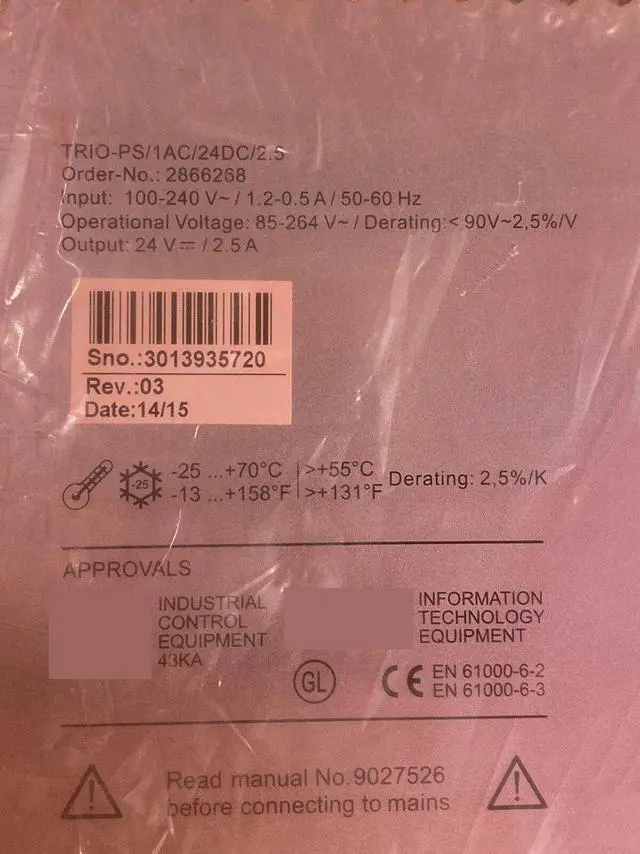 TRIO-PS/1AC/24DC/2.5
Order-No.: 2866268
Input: 100-240 V~ / 1.2-0.5 A / 50-60 Hz
Operational Voltage: 85-264 V~ / Derating:< 90V~2,5%/V
Output: 24 V⎓ / 2.5 A
Sno.:3013935720
Rev.:03
Date:14/15
-25
-25 ...+70°C >+55°C Derating: 2,5%/K
-13 ...+158°F >+131°F
APPROVALS
INDUSTRIAL
CONTROL
EQUIPMENT
43KA
INFORMATION
TECHNOLOGY
EQUIPMENT
GL
CE EN 61000-6-2
EN 61000-6-3
Read manual No.9027526
before connecting to mains